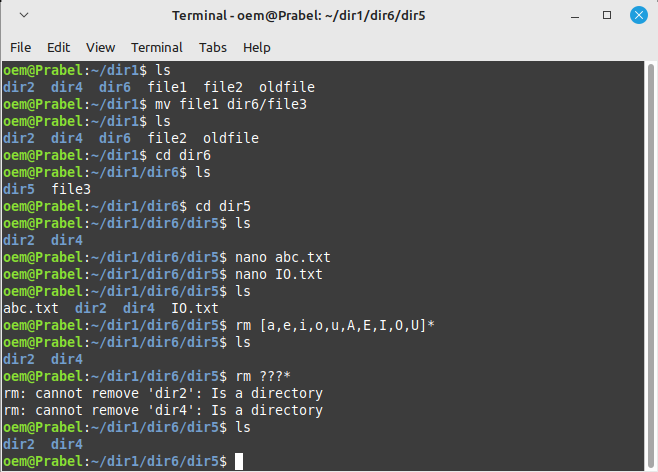 Terminal - oem@Prabel: ~/dir1/dir6/dir5
File Edit View Terminal Tabs Help
oem@Prabel:~/dir1$ ls
dir2 dir4 dir6 file1 file2 oldfile
oem@Prabel:~/dir1$ mv file1 dir6/file3
oem@Prabel:~/dir1$ ls
dir2 dir4 dir6 file2 oldfile
oem@Prabel:~/dir1$ cd dir6
oem@Prabel:~/dir1/dir6$ ls
dir5 file3
oem@Prabel:~/dir1/dir6$ cd dir5
oem@Prabel:~/dir1/dir6/dir5$ ls
dir2 dir4
oem@Prabel:~/dir1/dir6/dir5$ nano abc.txt
oem@Prabel:~/dir1/dir6/dir5$ nano IO.txt
oem@Prabel:~/dir1/dir6/dir5$ ls
abc.txt dir2 dir4 IO.txt
oem@Prabel:~/dir1/dir6/dir5$ rm [a,e,i,o,u,A,E,I,O,U]*
oem@Prabel:~/dir1/dir6/dir5$ ls
dir2 dir4
oem@Prabel:~/dir1/dir6/dir5$ rm ???*
rm: cannot remove 'dir2': Is a directory
rm: cannot remove 'dir4': Is a directory
oem@Prabel:~/dir1/dir6/dir5$ ls
dir2 dir4
oem@Prabel:~/dir1/dir6/dir5$